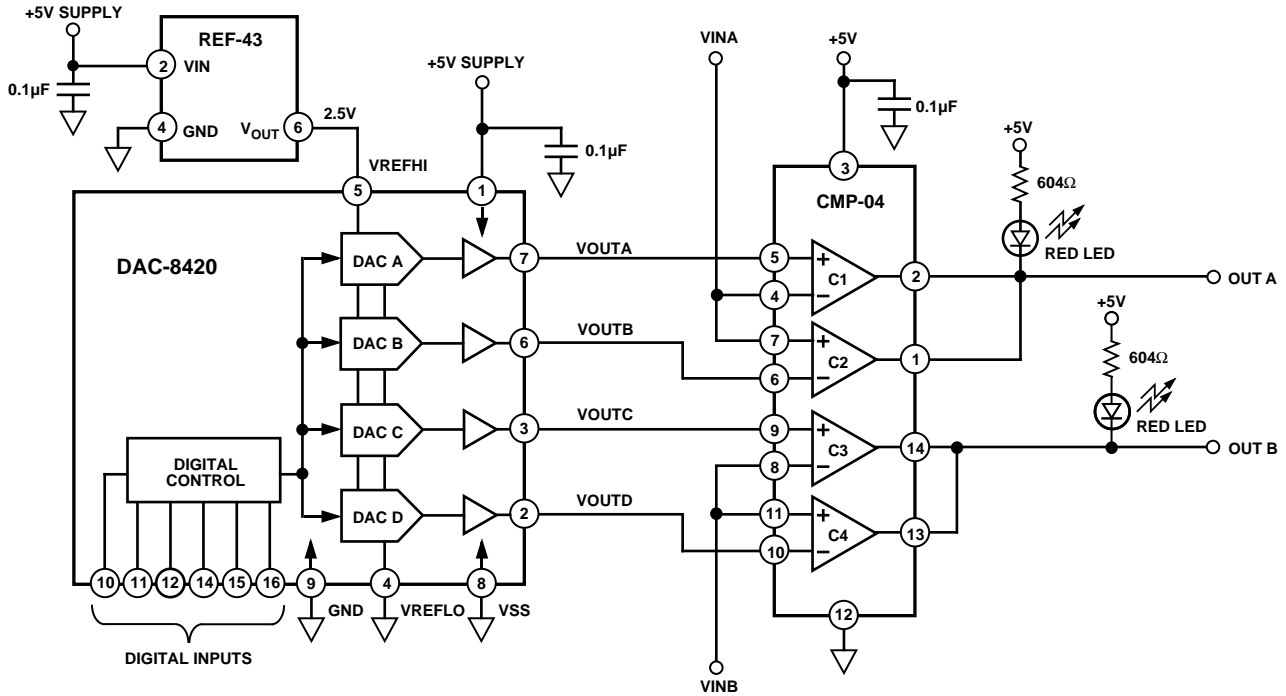 +5V SUPPLY
REF-43
2
VIN
0.1µF
4
GND
VOUT
6
2.5V
VREFHI
+5V SUPPLY
0.1µF
5
1
DAC-8420
DAC A
7
VOUTA
DAC B
6
VOUTB
DAC C
3
VOUTC
DAC D
2
VOUTD
DIGITAL
CONTROL
10
11
12
14
15
16
9
4
8
GND
VREFLO
VSS
DIGITAL INPUTS
VINA
+5V
0.1µF
3
CMP-04
5
+
C1
4
–
2
7
+
C2
6
–
1
9
+
C3
8
–
14
11
+
C4
10
–
13
12
VINB
+5V
604Ω
RED LED
OUT A
+5V
604Ω
RED LED
OUT B